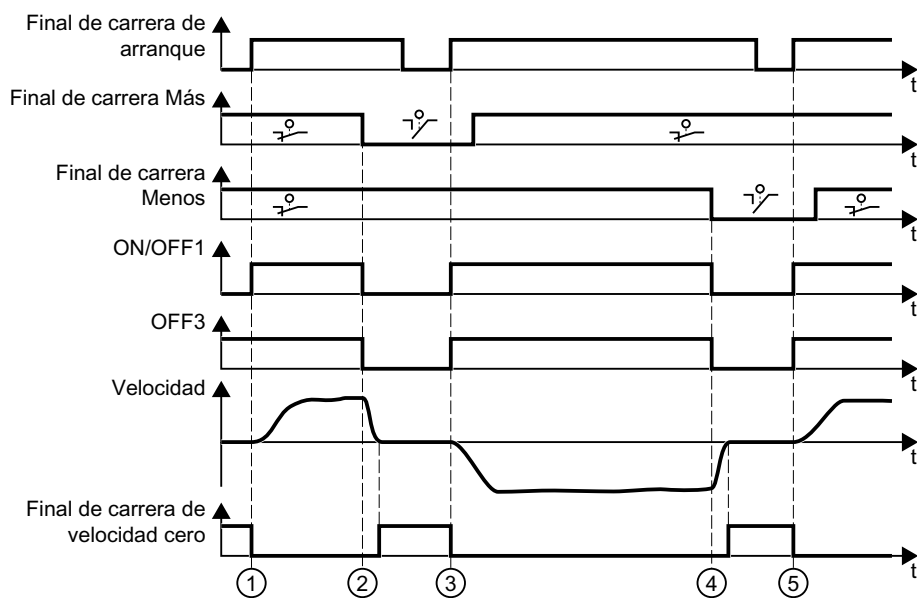 Final de carrera de
arranque
t
Final de carrera Más
t
Final de carrera
Menos
t
ON/OFF1
t
OFF3
t
Velocidad
t
Final de carrera de
velocidad cero
t
1 2 3 4 5